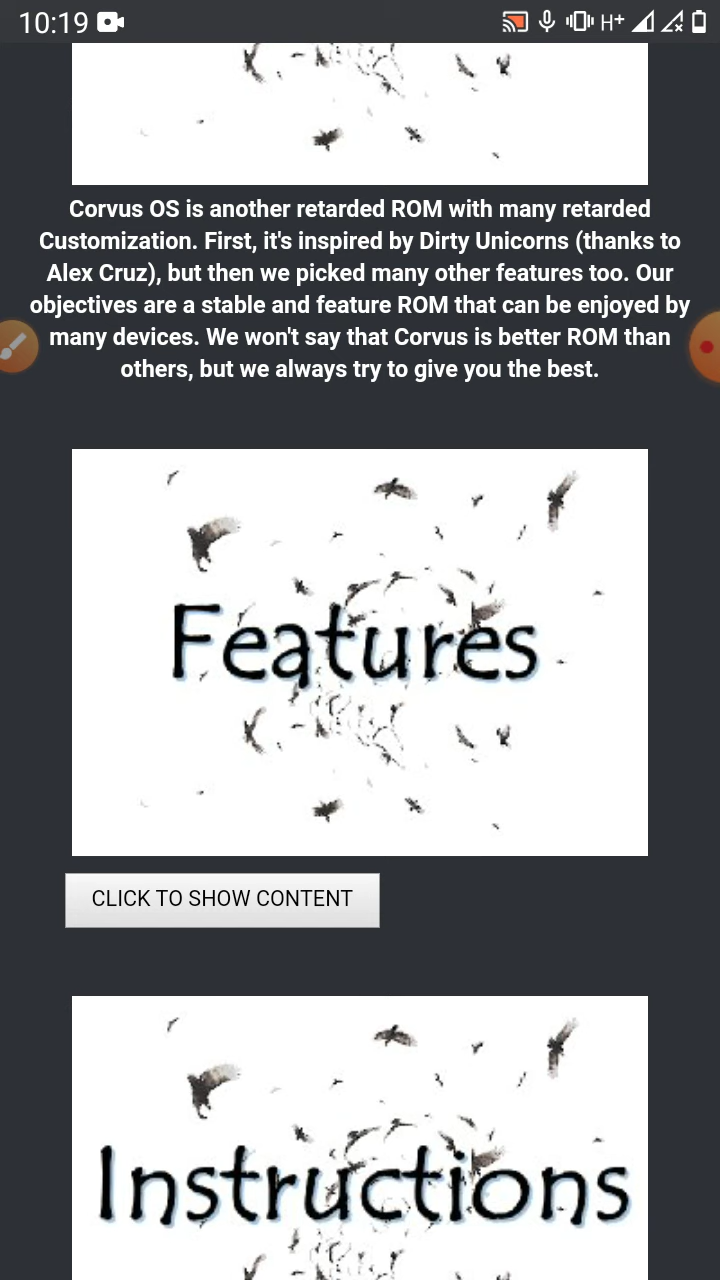 10:19
H+
Corvus OS is another retarded ROM with many retarded
Customization. First, it's inspired by Dirty Unicorns (thanks to
Alex Cruz), but then we picked many other features too. Our
objectives are a stable and feature ROM that can be enjoyed by
many devices. We won't say that Corvus is better ROM than
others, but we always try to give you the best.
Features
CLICK TO SHOW CONTENT
Instructions